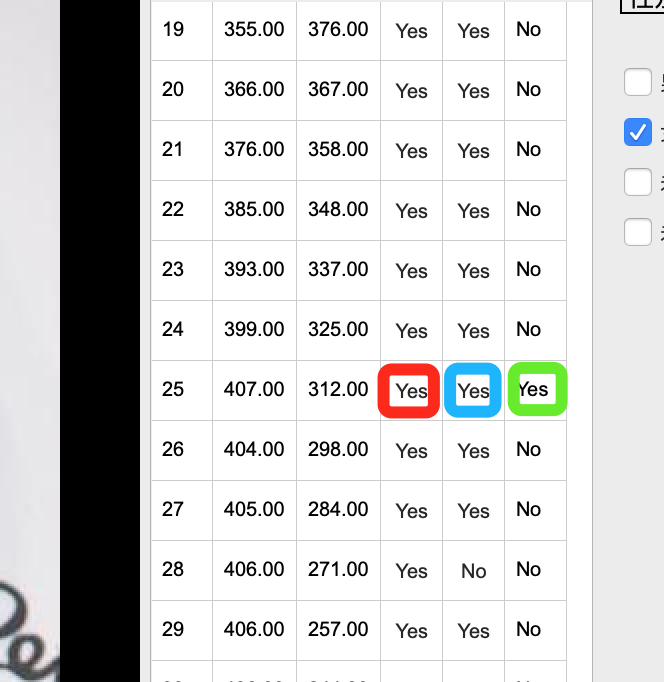 19 355.00 376.00 Yes Yes No
20 366.00 367.00 Yes Yes No
21 376.00 358.00 Yes Yes No
22 385.00 348.00 Yes Yes No
23 393.00 337.00 Yes Yes No
24 399.00 325.00 Yes Yes No
25 407.00 312.00 Yes Yes Yes
26 404.00 298.00 Yes Yes No
27 405.00 284.00 Yes Yes No
28 406.00 271.00 Yes No No
29 406.00 257.00 Yes Yes No